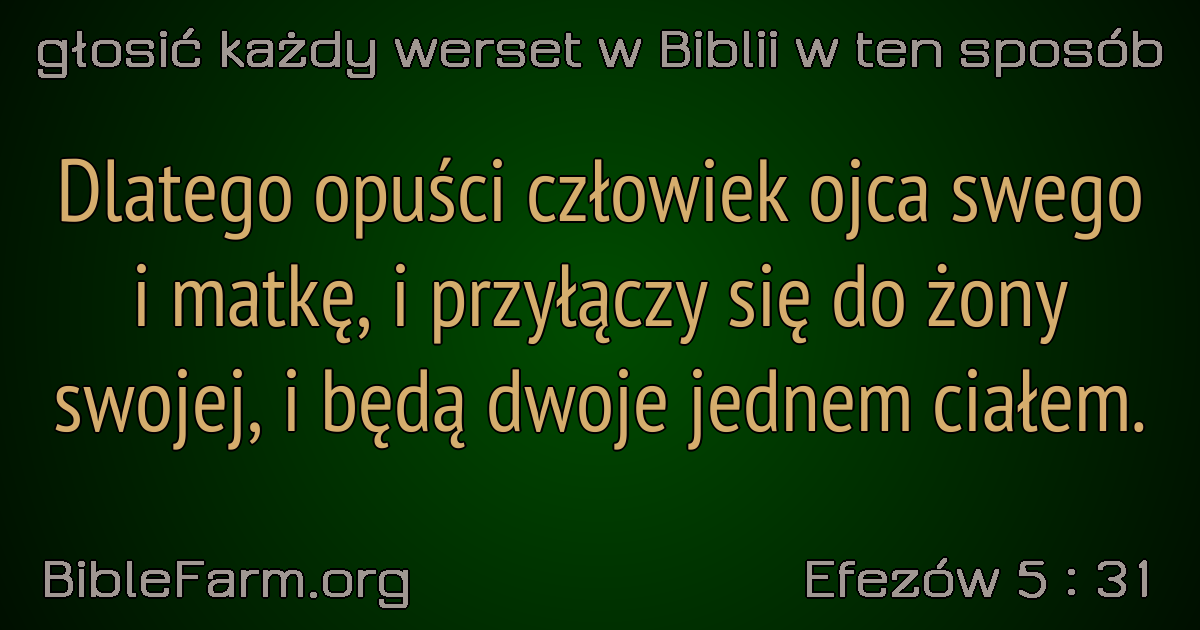 głosić każdy werset w Biblii w ten sposób
Dlatego opuści człowiek ojca swego
i matkę, i przyłączy się do żony
swojej, i będą dwoje jednem ciałem.
BibleFarm.org
Efezów 5 : 31